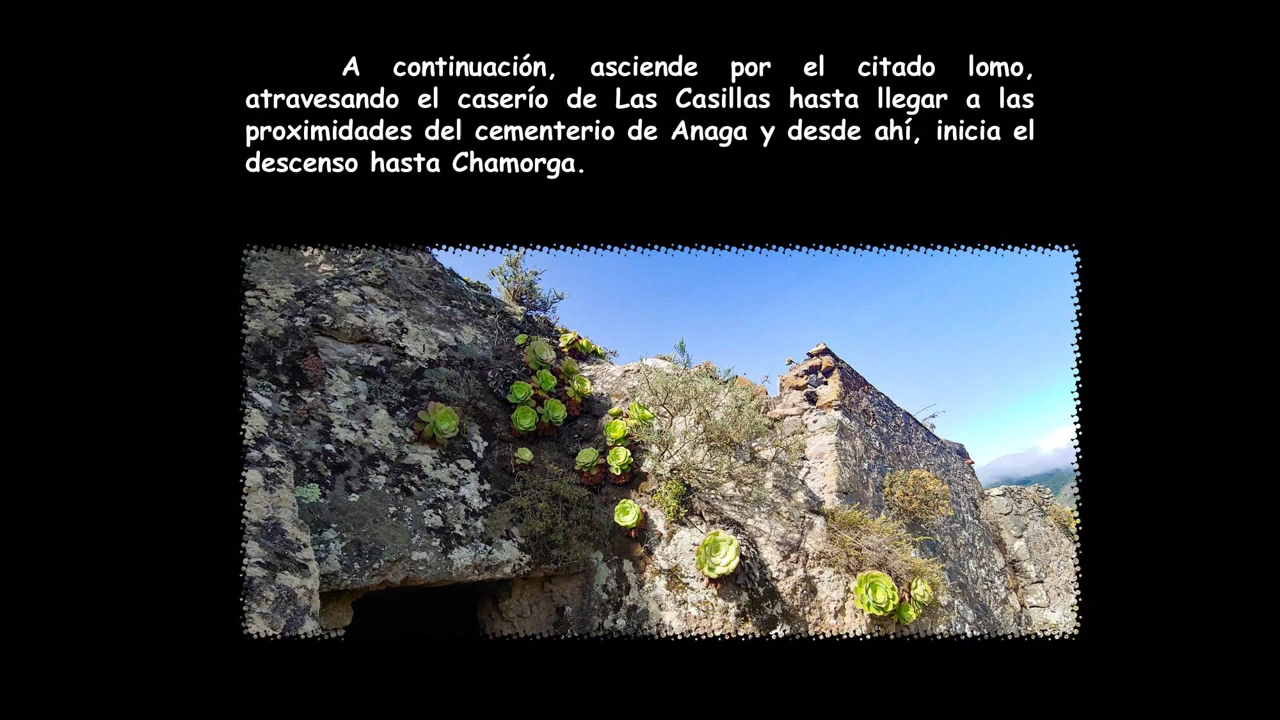 A continuación, asciende por el citado lomo,
atravesando el caserío de Las Casillas hasta llegar a las
proximidades del cementerio de Anaga y desde ahí, inicia el
descenso hasta Chamorga.